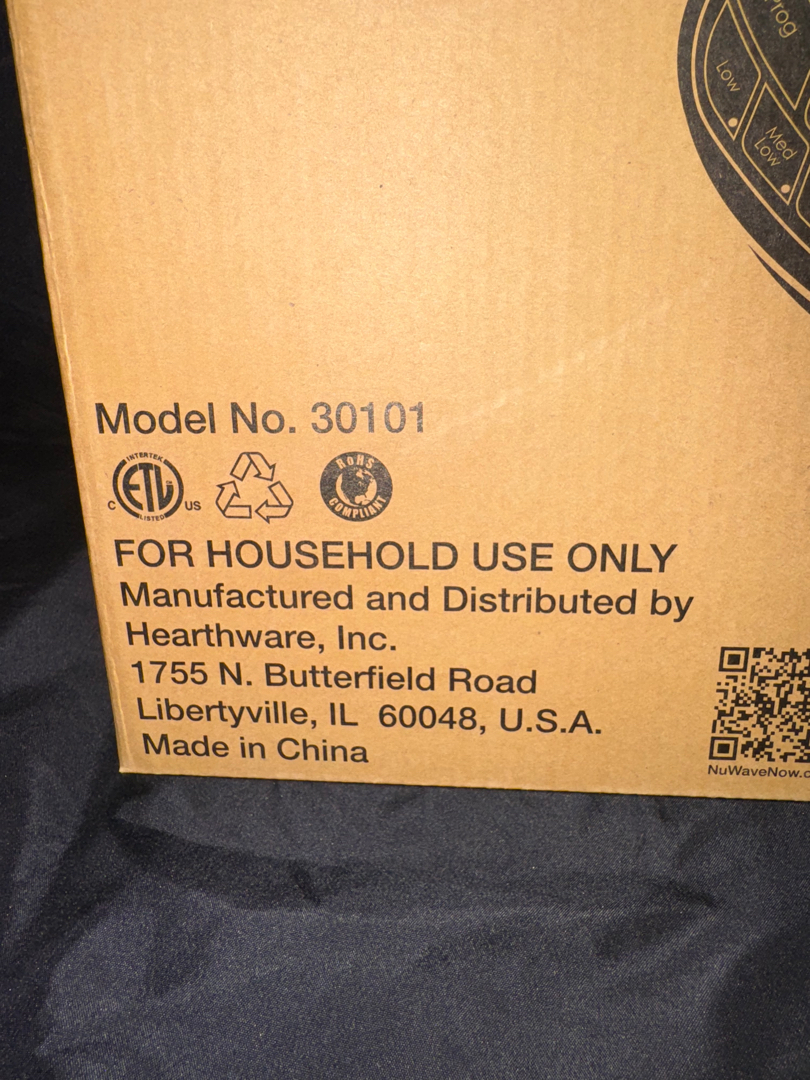 Prog
Low
Med
Low
Model No. 30101
INTERTEK
C ETL US
LISTED
RoHS
COMPLIANT
FOR HOUSEHOLD USE ONLY
Manufactured and Distributed by
Hearthware, Inc.
1755 N. Butterfield Road
Libertyville, IL 60048, U.S.A.
Made in China
NuWaveNow.c